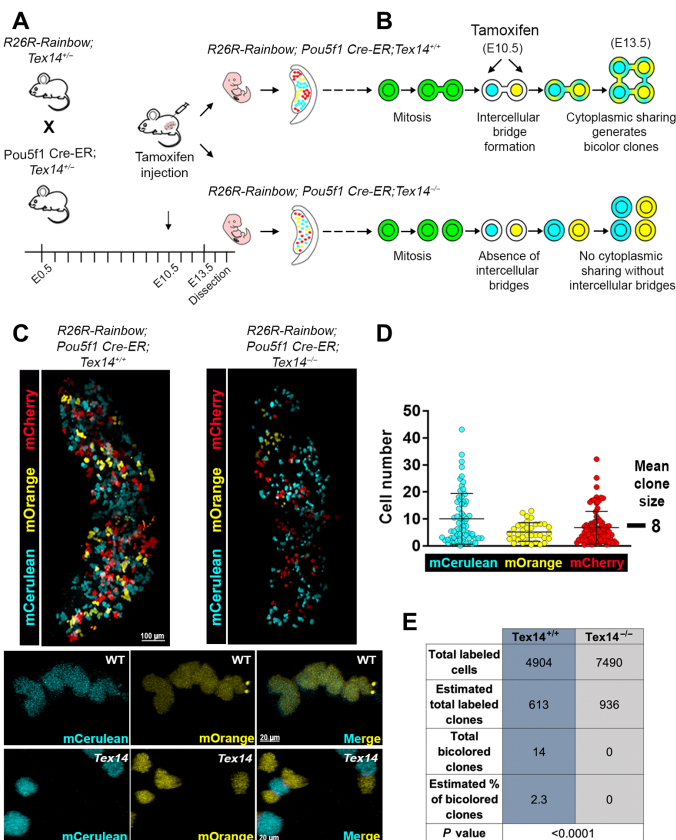 A
R26R-Rainbow;
Tex14+/−
X
Pou5f1 Cre-ER;
Tex14+/−
Tamoxifen
injection
R26R-Rainbow; Pou5f1 Cre-ER;Tex14+/+
R26R-Rainbow; Pou5f1 Cre-ER;Tex14−/−
E0.5
E10.5
E13.5
Dissection
B
Tamoxifen
(E10.5)
(E13.5)
Mitosis
Intercellular
bridge
formation
Cytoplasmic sharing
generates
bicolor clones
Mitosis
Absence of
intercellular
bridges
No cytoplasmic
sharing without
intercellular bridges
C
R26R-Rainbow;
Pou5f1 Cre-ER;
Tex14+/+
R26R-Rainbow;
Pou5f1 Cre-ER;
Tex14−/−
mCerulean mOrange mCherry
100 µm
mCerulean mOrange mCherry
WT
mCerulean
WT
mOrange
WT
20 µm
Merge
Tex14
mCerulean
Tex14
mOrange
Tex14
20 µm
Merge
D
Cell number
50
40
30
20
10
0
mCerulean mOrange mCherry
Mean
clone
size
8
E
Tex14+/+ Tex14−/−
Total labeled
cells
4904 7490
Estimated
total labeled
clones
613 936
Total
bicolored
clones
14 0
Estimated %
of bicolored
clones
2.3 0
P value <0.0001